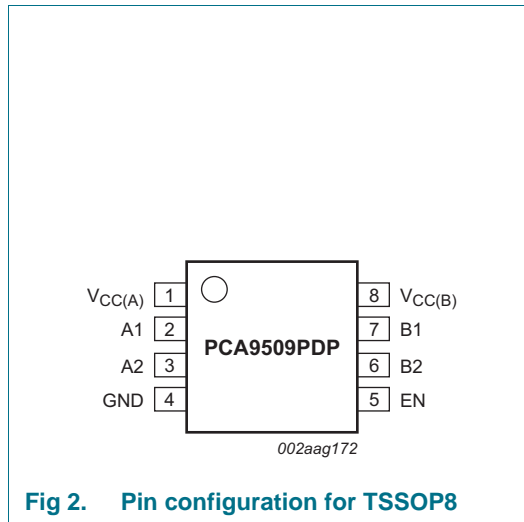 VCC(A) 1 8 VCC(B)
A1 2 7 B1
PCA9509PDP
A2 3 6 B2
GND 4 5 EN
002aag172
Fig 2. Pin configuration for TSSOP8